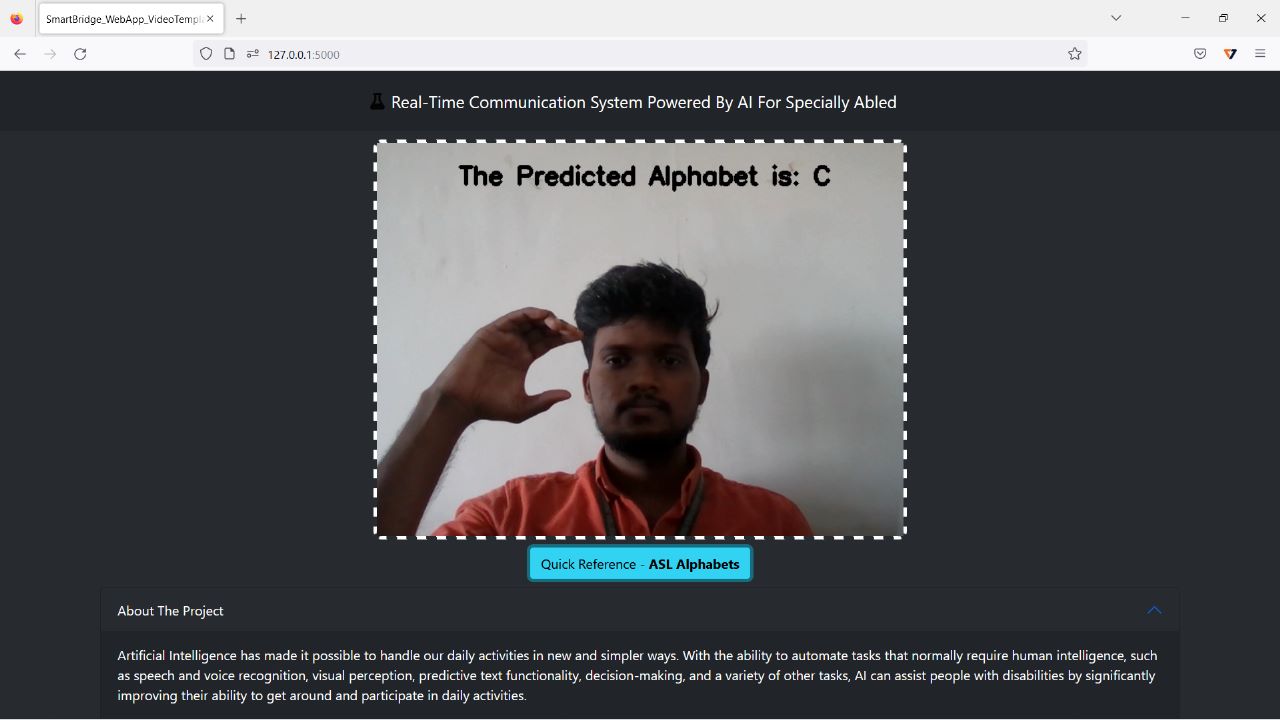 SmartBridge_WebApp_VideoTempl
127.0.0.1:5000
Real-Time Communication System Powered By AI For Specially Abled
The Predicted Alphabet is: C
Quick Reference - ASL Alphabets
About The Project
Artificial Intelligence has made it possible to handle our daily activities in new and simpler ways. With the ability to automate tasks that normally require human intelligence, such
as speech and voice recognition, visual perception, predictive text functionality, decision-making, and a variety of other tasks, AI can assist people with disabilities by significantly
improving their ability to get around and participate in daily activities.